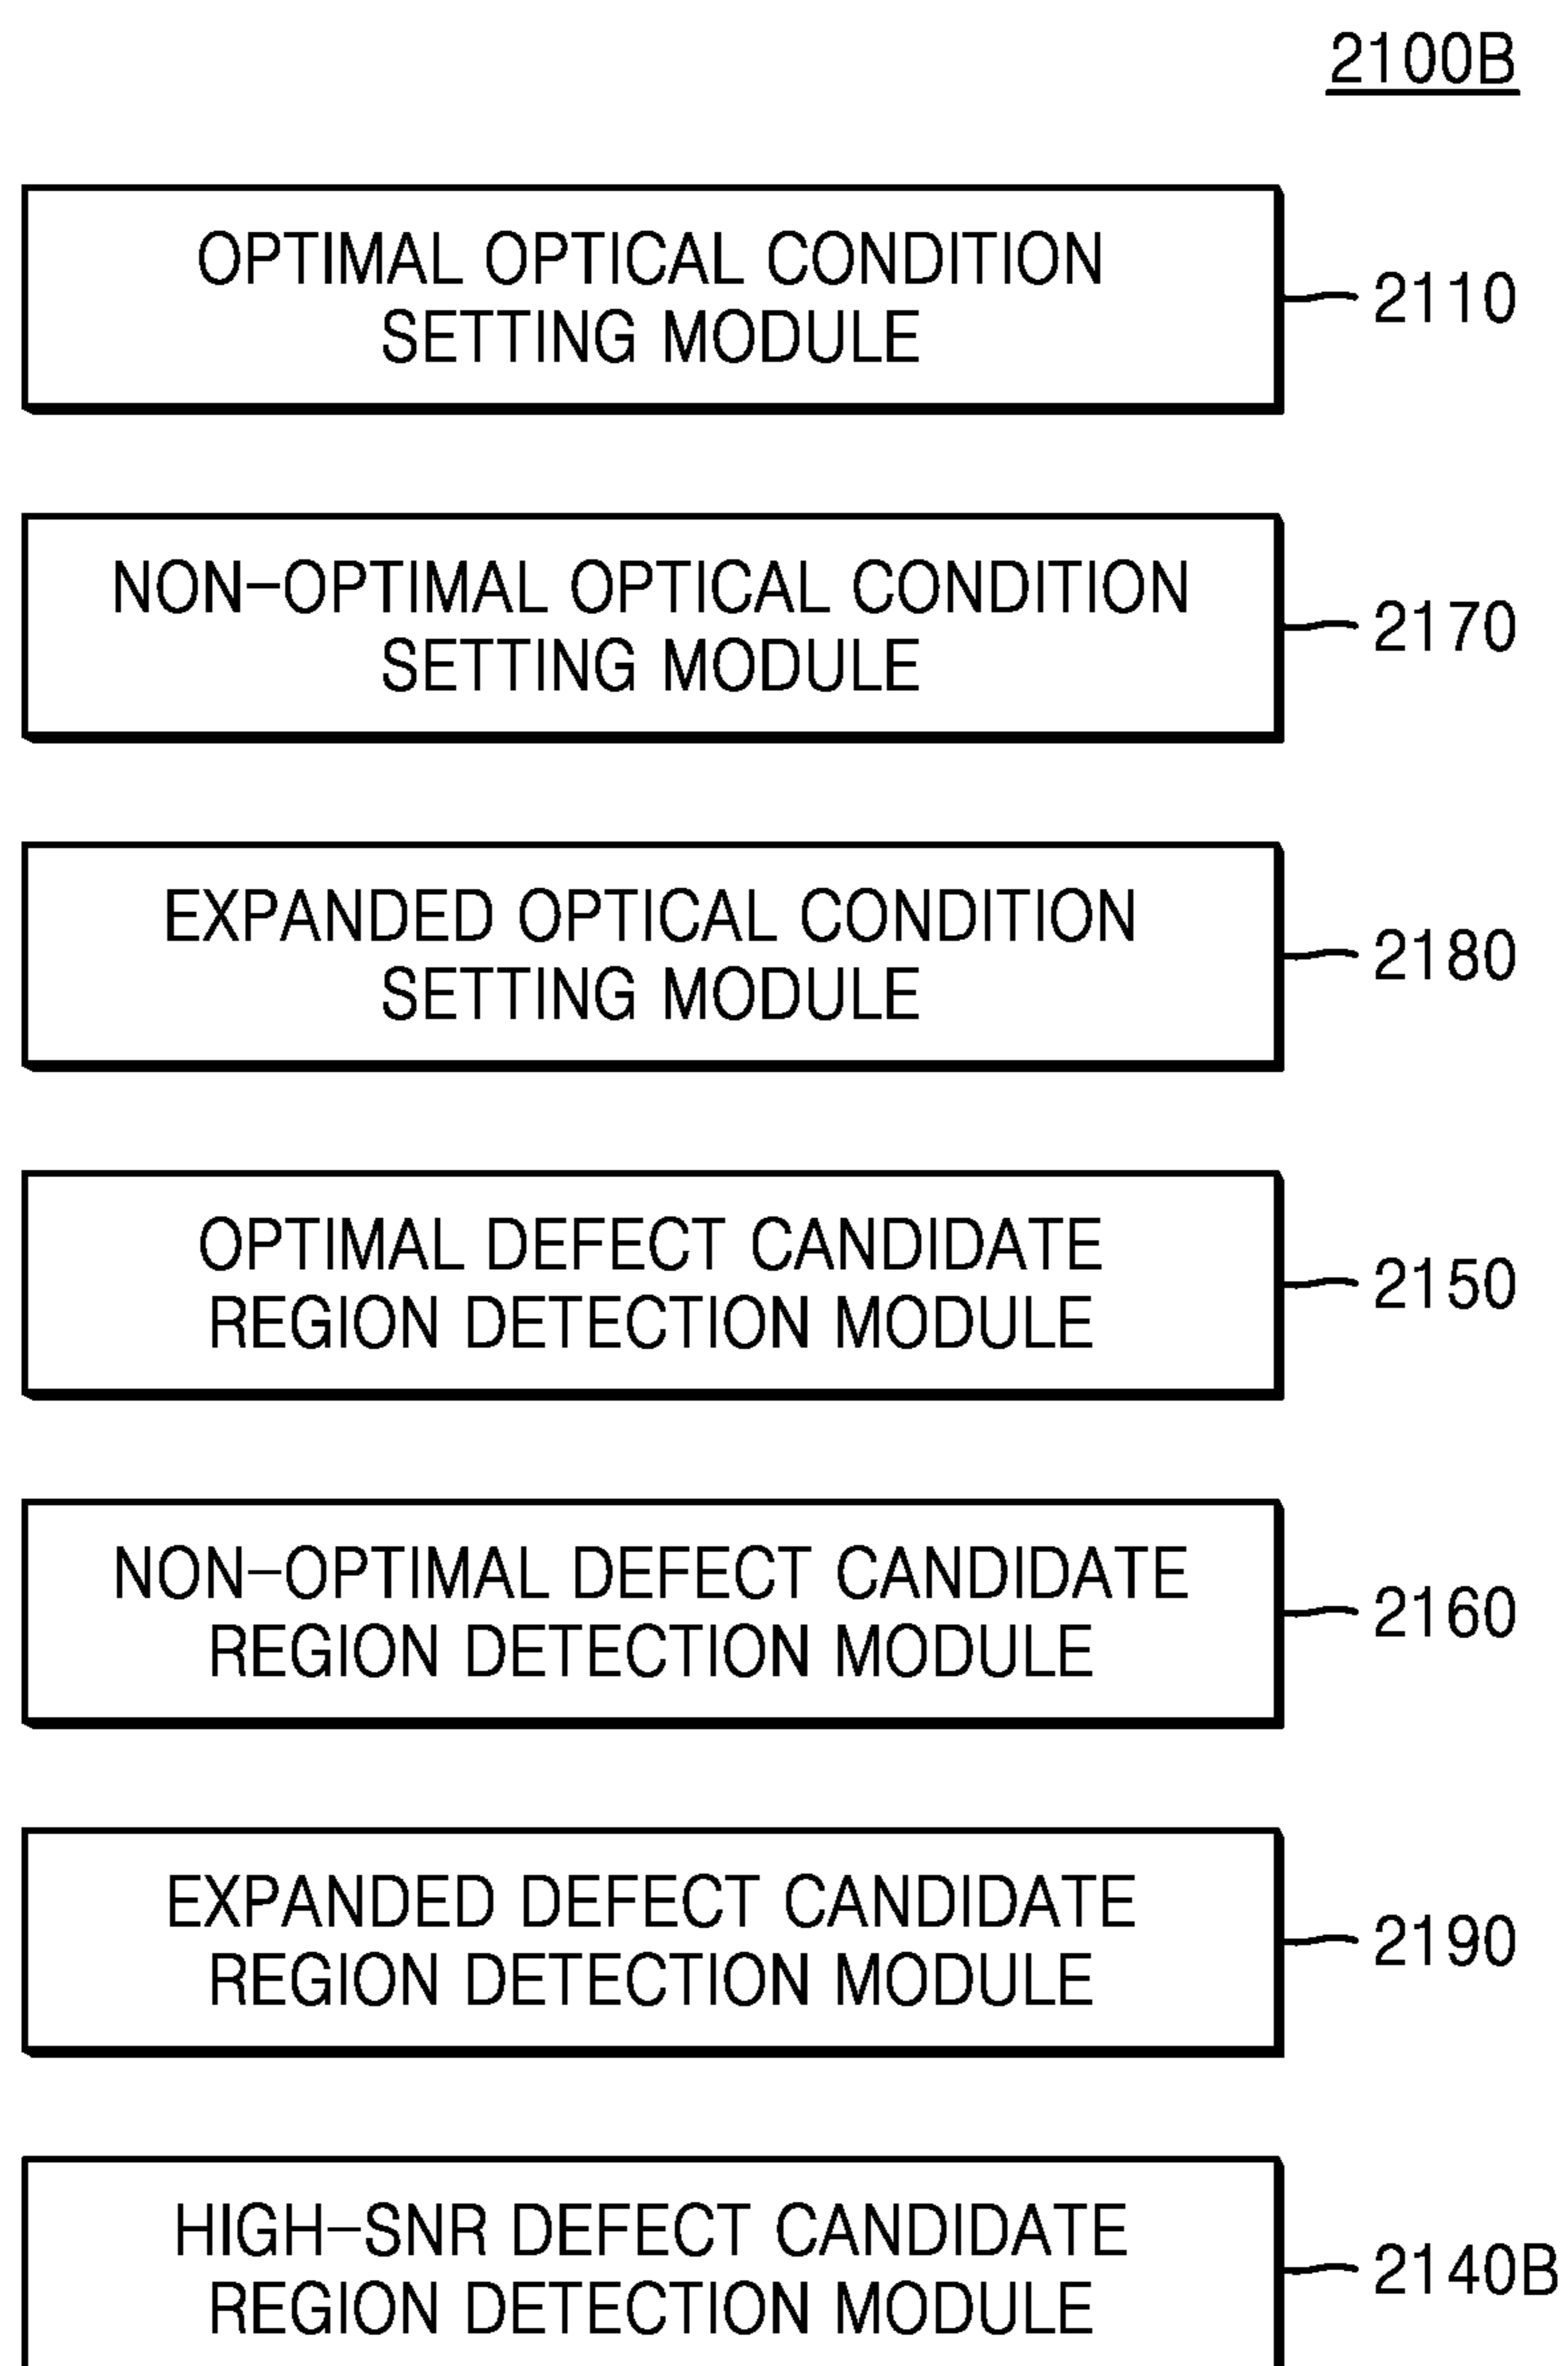 2100B
OPTIMAL OPTICAL CONDITION
SETTING MODULE
2110
NON-OPTIMAL OPTICAL CONDITION
SETTING MODULE
2170
EXPANDED OPTICAL CONDITION
SETTING MODULE
2180
OPTIMAL DEFECT CANDIDATE
REGION DETECTION MODULE
2150
NON-OPTIMAL DEFECT CANDIDATE
REGION DETECTION MODULE
2160
EXPANDED DEFECT CANDIDATE
REGION DETECTION MODULE
2190
HIGH-SNR DEFECT CANDIDATE
REGION DETECTION MODULE
2140B